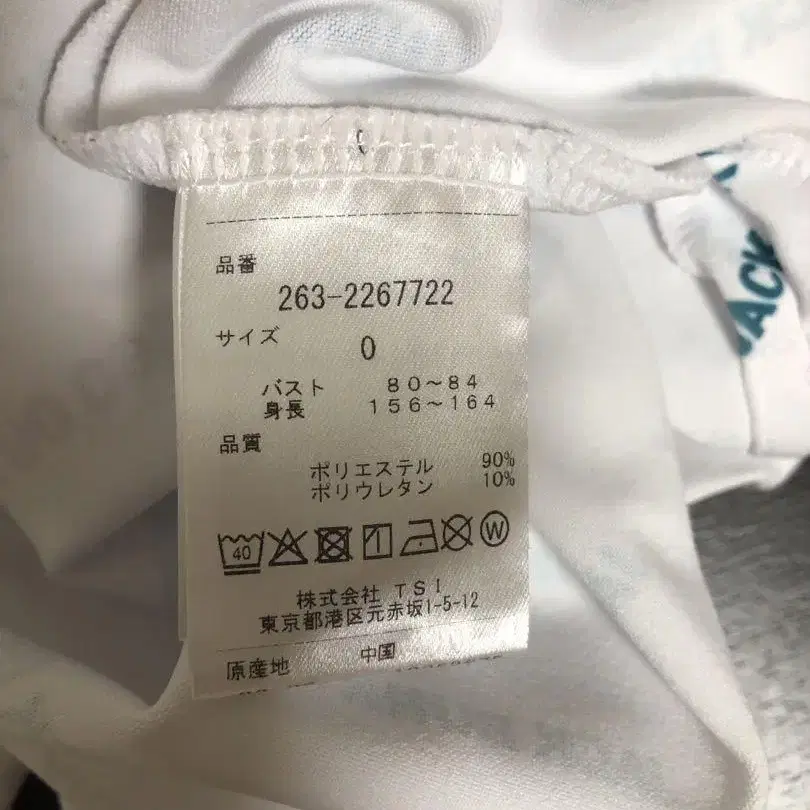 品番
263-2267722
サイズ
0
バスト 80~84
身長 156~164
品質
ポリエステル 90%
ポリウレタン 10%
40
W
株式会社 TSI
東京都港区元赤坂1-5-12
原産地 中国
JACK